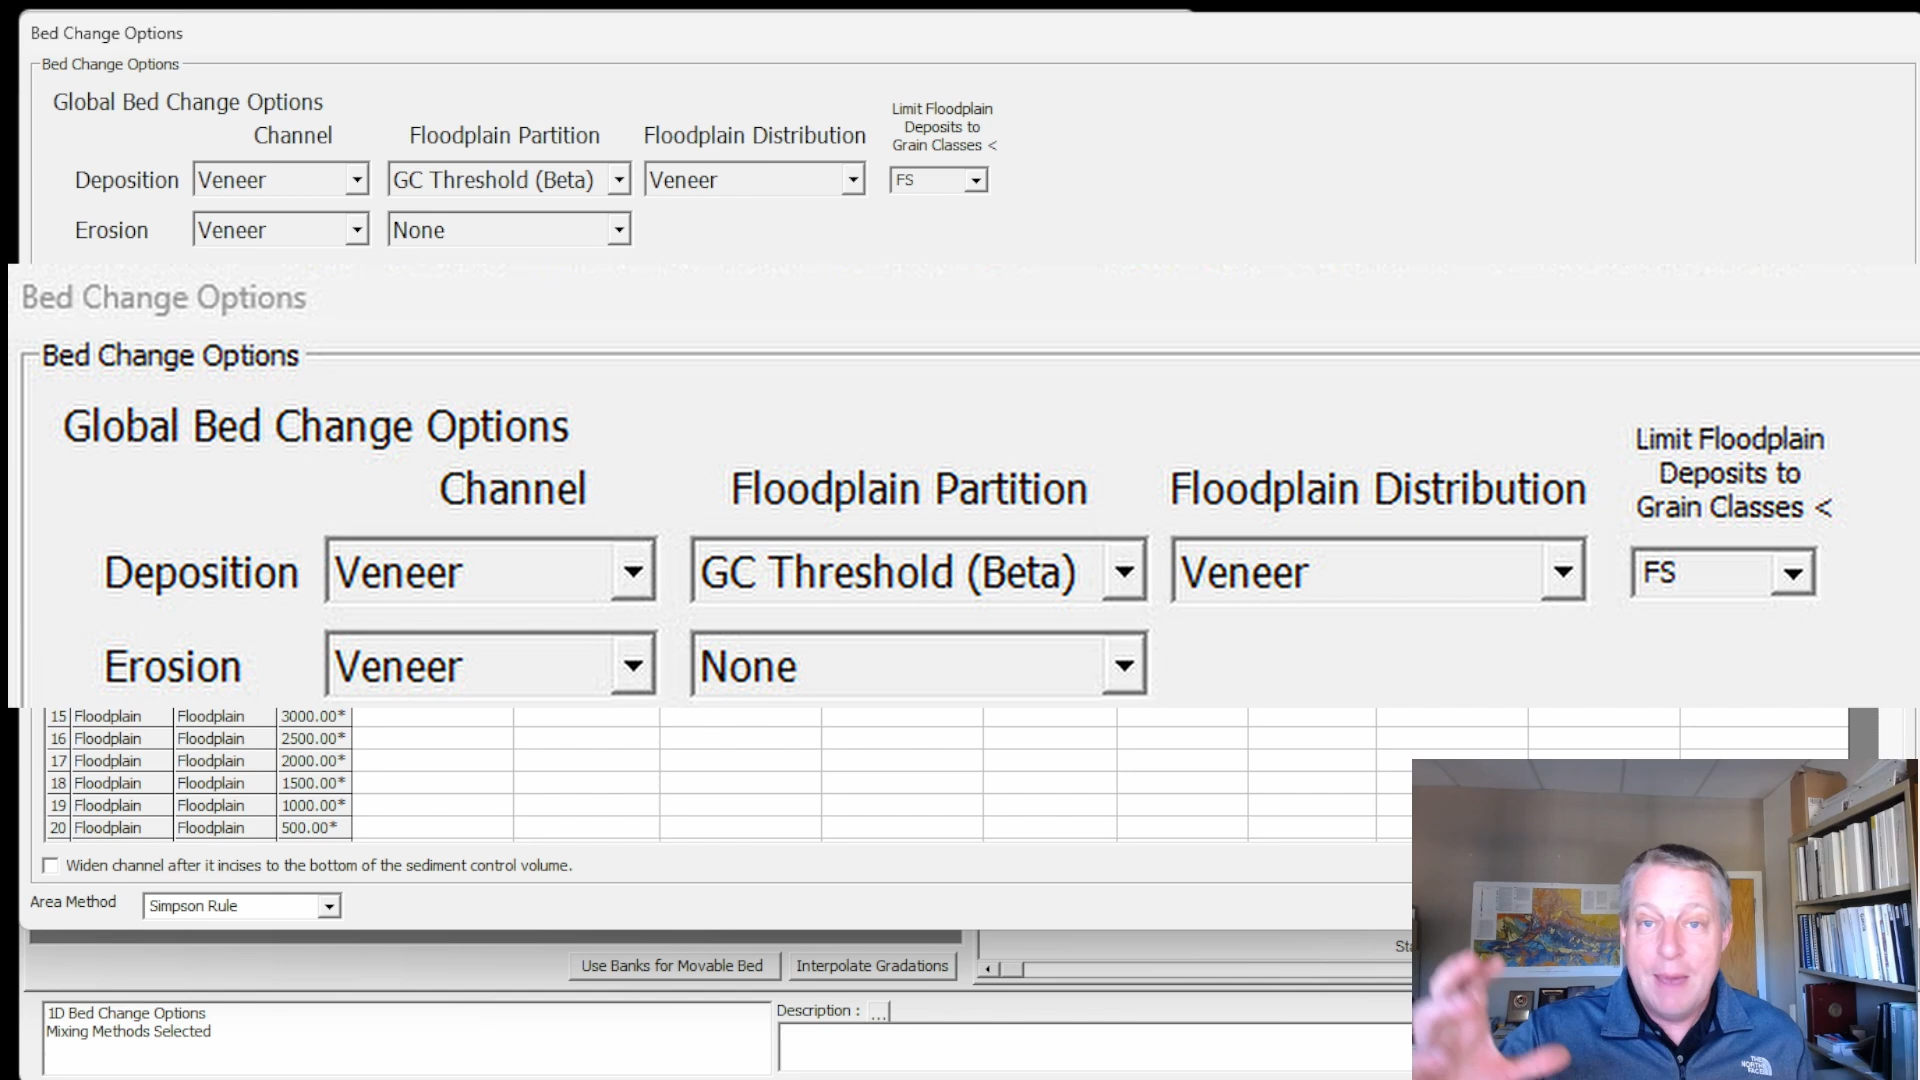 Bed Change Options
Bed Change Options
Global Bed Change Options
Channel Floodplain Partition Floodplain Distribution Limit Floodplain Deposits to Grain Classes <
Deposition Veneer GC Threshold (Beta) Veneer FS
Erosion Veneer None
Bed Change Options
Bed Change Options
Global Bed Change Options
Channel Floodplain Partition Floodplain Distribution Limit Floodplain Deposits to Grain Classes <
Deposition Veneer GC Threshold (Beta) Veneer FS
Erosion Veneer None
15 Floodplain Floodplain 3000.00*
16 Floodplain Floodplain 2500.00*
17 Floodplain Floodplain 2000.00*
18 Floodplain Floodplain 1500.00*
19 Floodplain Floodplain 1000.00*
20 Floodplain Floodplain 500.00*
Widen channel after it incises to the bottom of the sediment control volume.
Area Method Simpson Rule
Use Banks for Movable Bed Interpolate Gradations
1D Bed Change Options
Mixing Methods Selected
Description : ...
THE NORTH FACE